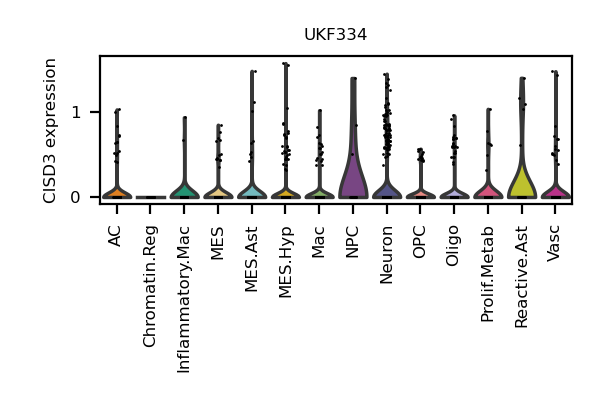 UKF334
CISD3 expression
1
0
AC
Chromatin.Reg
Inflammatory.Mac
MES
MES.Ast
MES.Hyp
Mac
NPC
Neuron
OPC
Oligo
Prolif.Metab
Reactive.Ast
Vasc